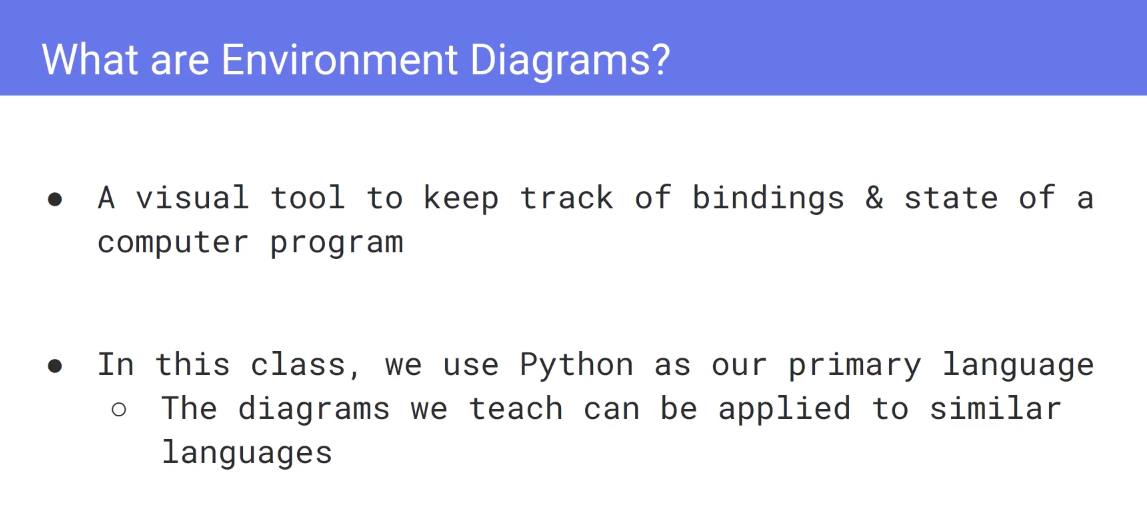 What are Environment Diagrams?
● A visual tool to keep track of bindings & state of a
computer program
● In this class, we use Python as our primary language
○ The diagrams we teach can be applied to similar
languages